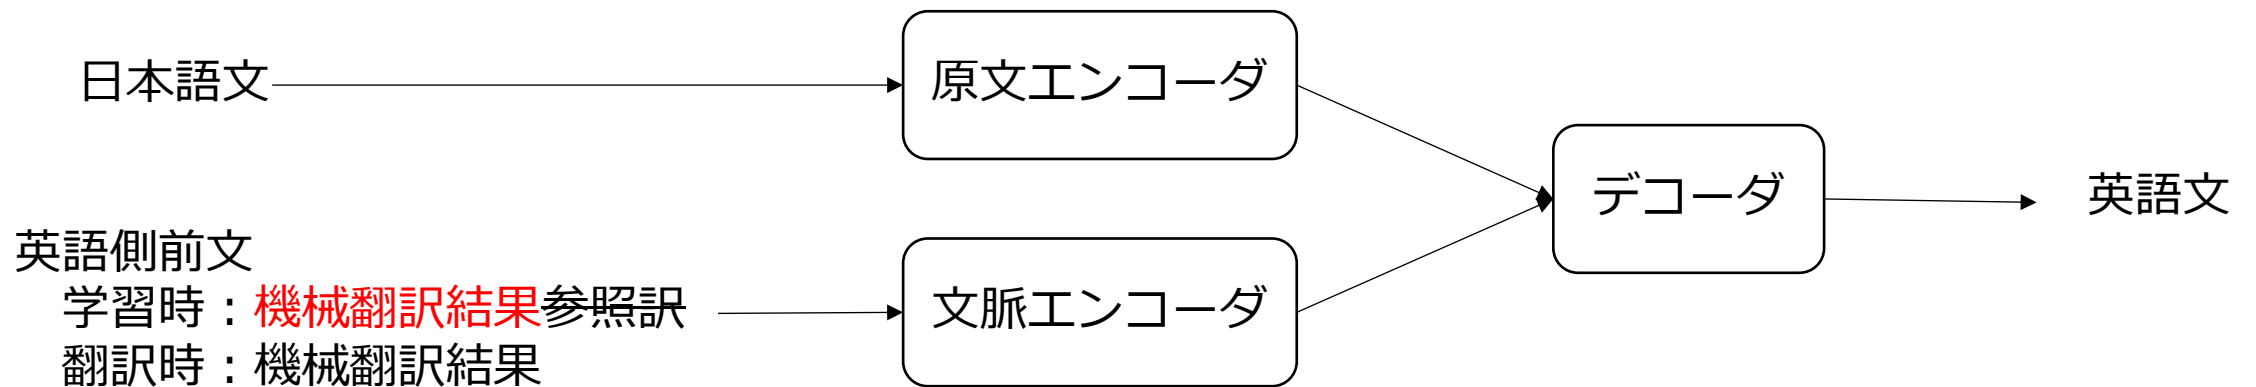 日本語文
原文エンコーダ
デコーダ
英語文
英語側前文
学習時：機械翻訳結果参照訳
翻訳時：機械翻訳結果
文脈エンコーダ